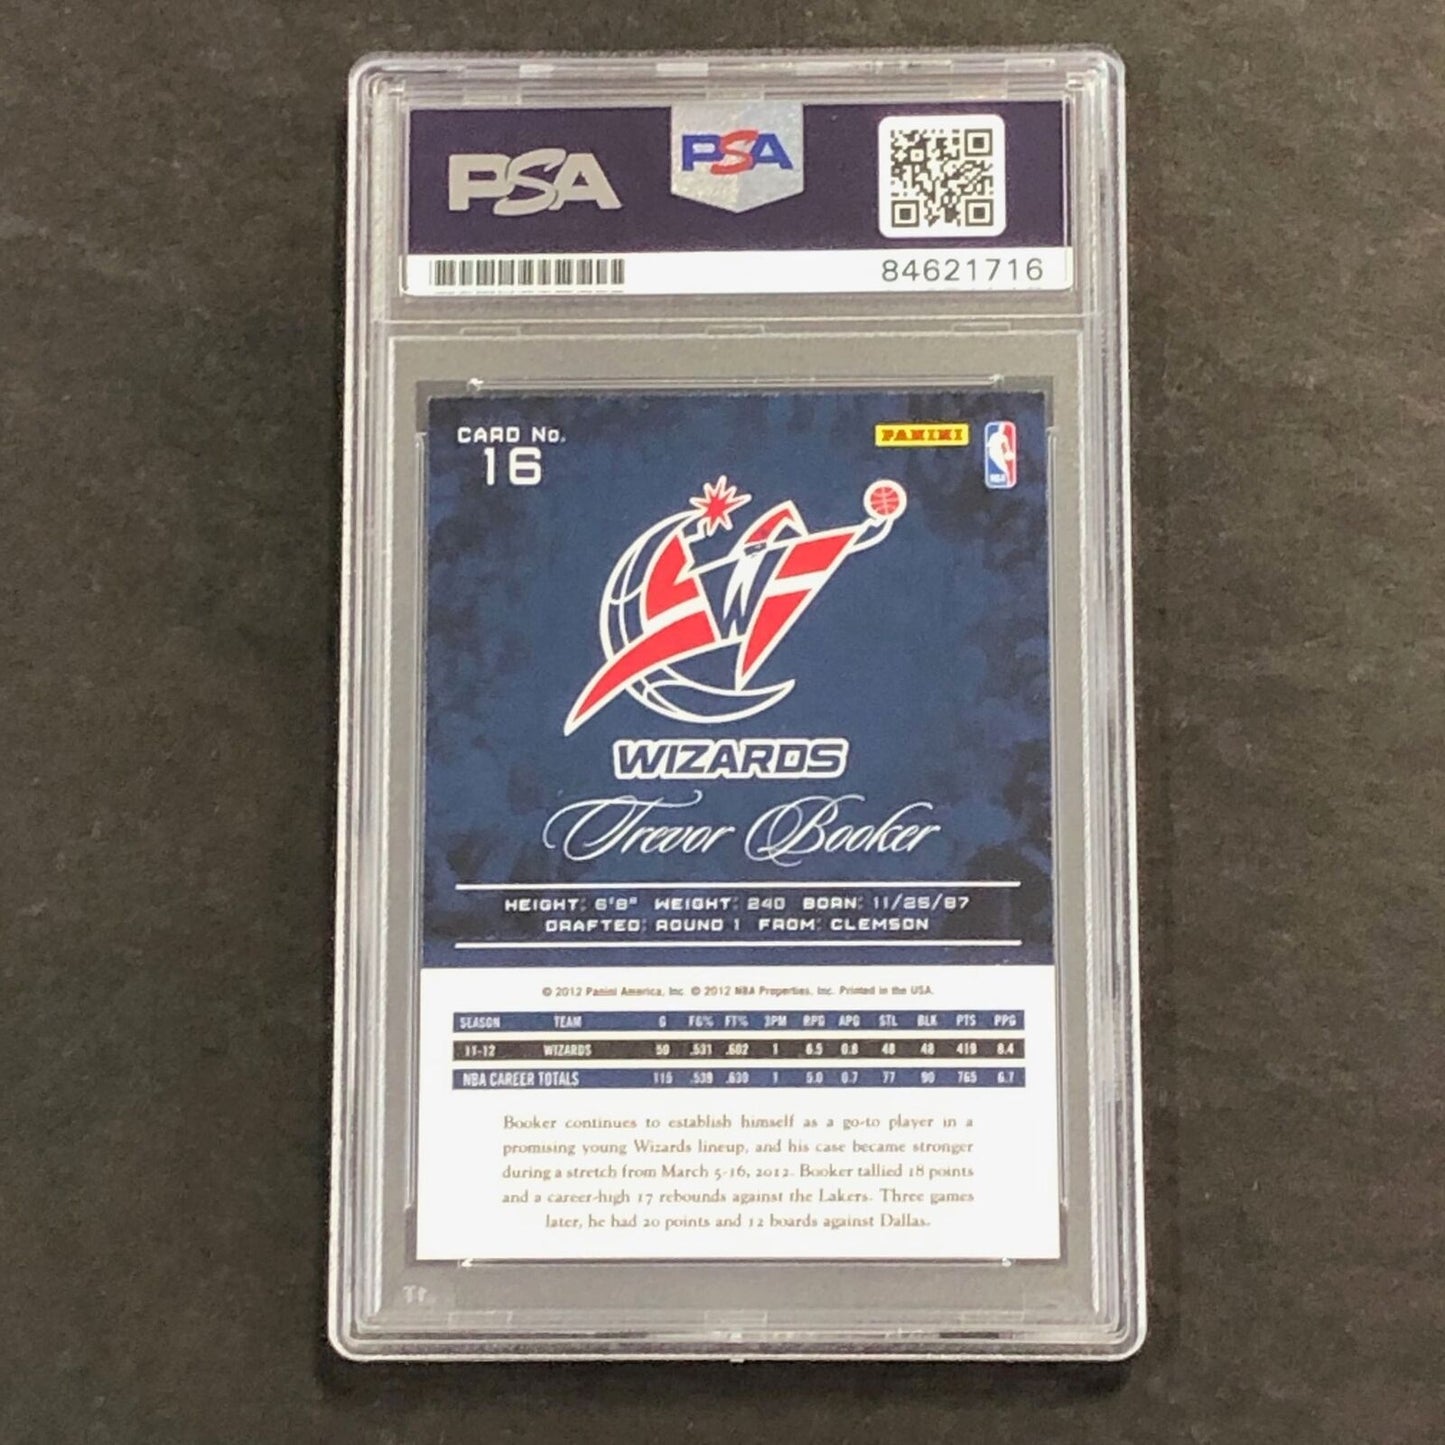 PSA
PSA
84621716
CARD No.
16
PANINI
NBA
W
WIZARDS
Trevor Booker
HEIGHT: 6'8" WEIGHT: 240 BORN: 11/25/87
DRAFTED: ROUND 1 FROM: CLEMSON
© 2012 Panini America, Inc. © 2012 NBA Properties, Inc. Printed in the USA.
SEASON TEAM G FG% FT% 3PM RPG APG STL BLK PTS PPG
11-12 WIZARDS 50 .531 .602 1 6.5 0.8 48 48 419 8.4
NBA CAREER TOTALS 115 .539 .639 1 5.8 0.7 77 90 765 6.7
Booker continues to establish himself as a go-to player in a
promising young Wizards lineup, and his case became stronger
during a stretch from March 5-16, 2012. Booker tallied 18 points
and a career-high 17 rebounds against the Lakers. Three games
later, he had 20 points and 12 boards against Dallas.